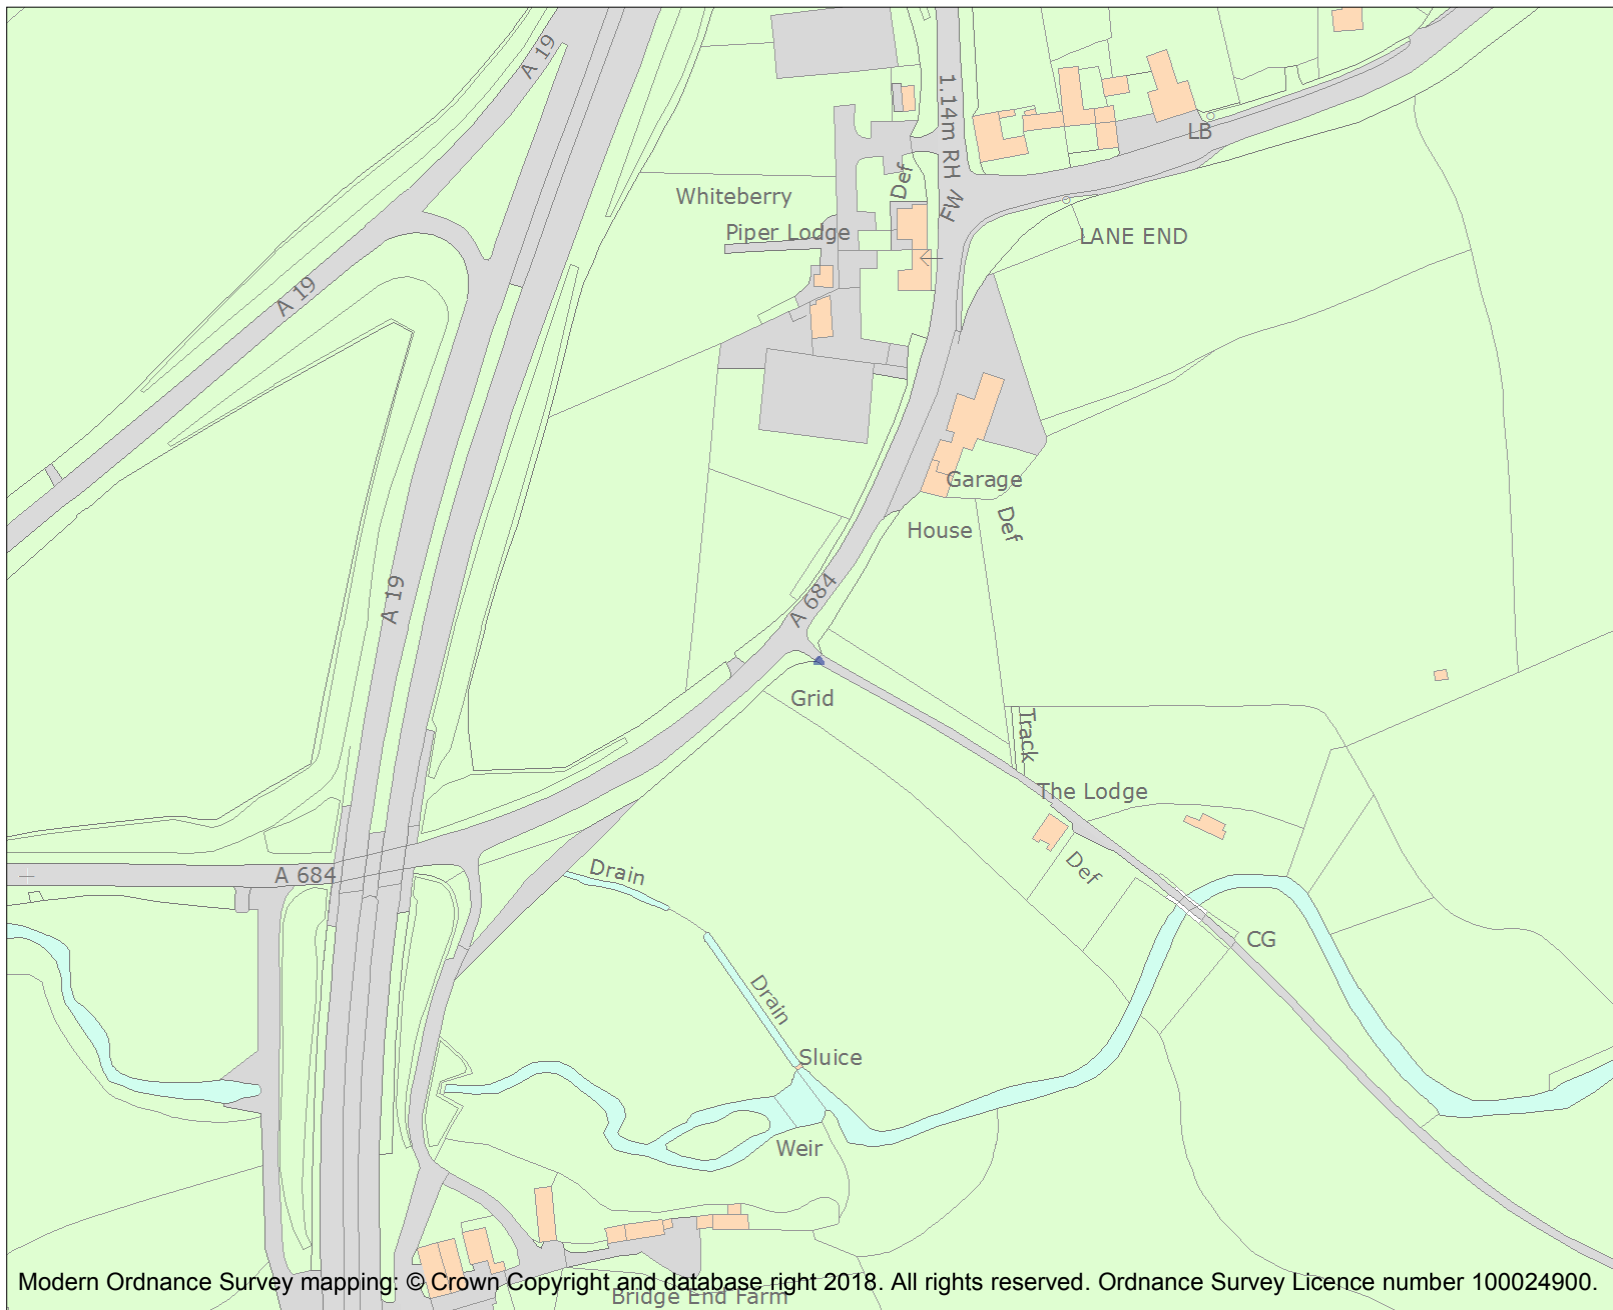 A 19
1.14m RH
LB
Def
Whiteberry
FW
Piper Lodge
LANE END
A 19
Garage
Def
House
A 19
A 684
Grid
Track
The Lodge
Drain
A 684
Def
CG
Drain
Sluice
Weir
Modern Ordnance Survey mapping: © Crown Copyright and database right 2018. All rights reserved. Ordnance Survey Licence number 100024900.
Bridge End Farm